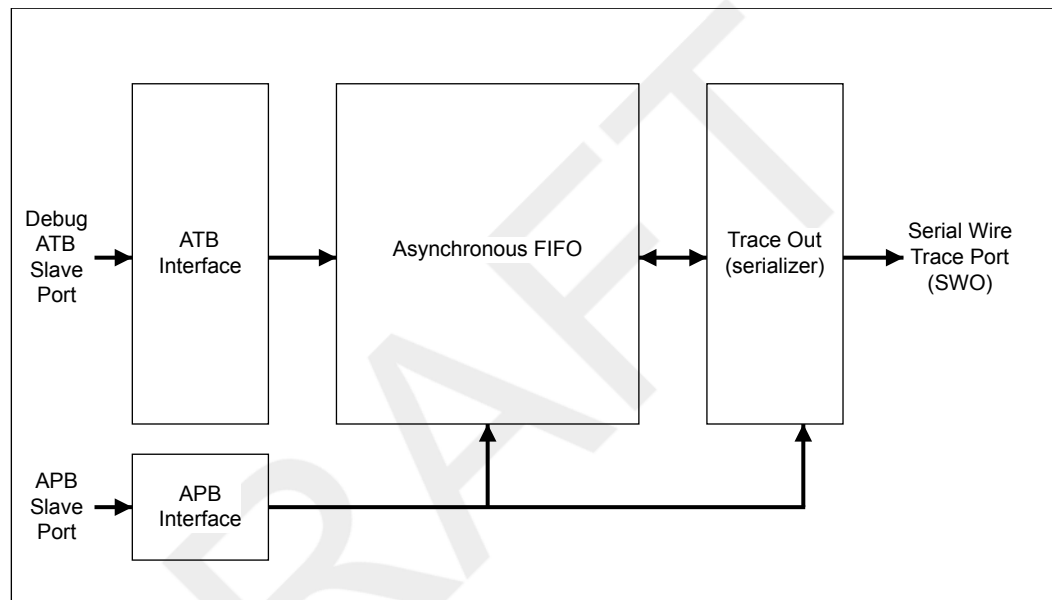 Debug
ATB
Slave
Port
ATB
Interface
Asynchronous FIFO
Trace Out
(serializer)
Serial Wire
Trace Port
(SWO)
APB
Slave
Port
APB
Interface
RAFT